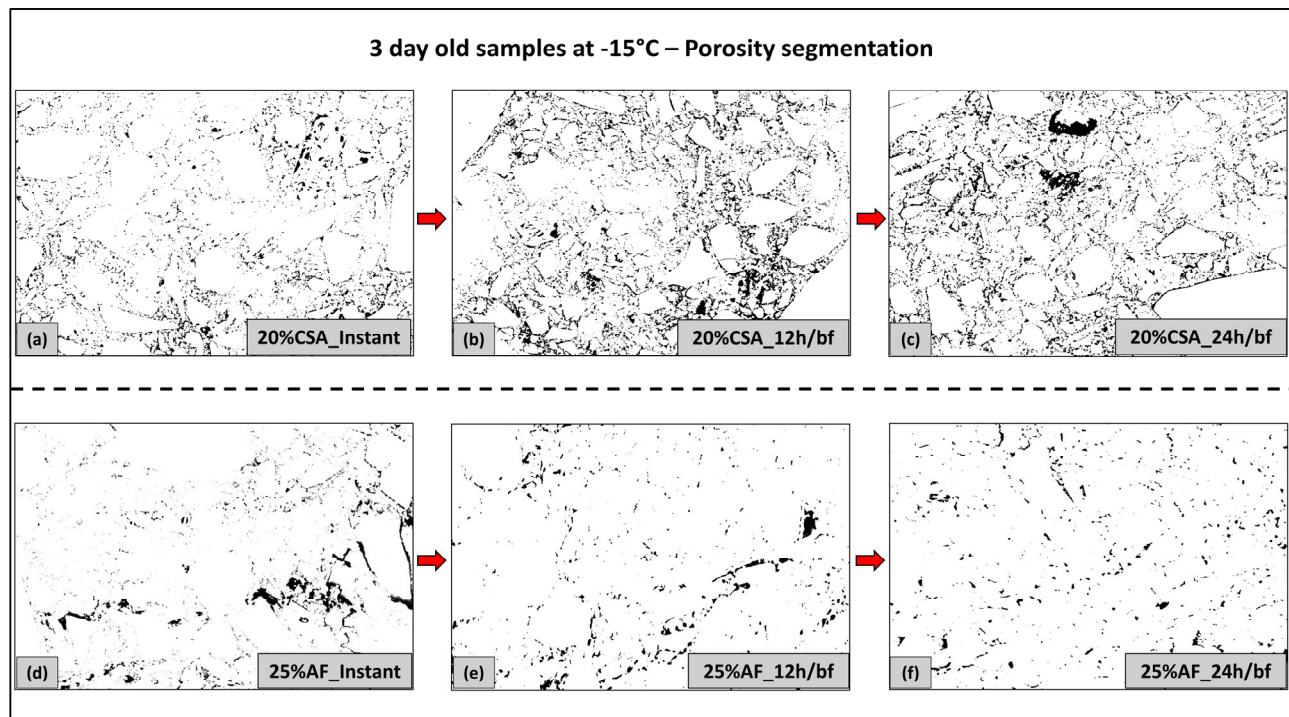 3 day old samples at -15°C – Porosity segmentation
(a) 20%CSA_Instant
(b) 20%CSA_12h/bf
(c) 20%CSA_24h/bf
(d) 25%AF_Instant
(e) 25%AF_12h/bf
(f) 25%AF_24h/bf